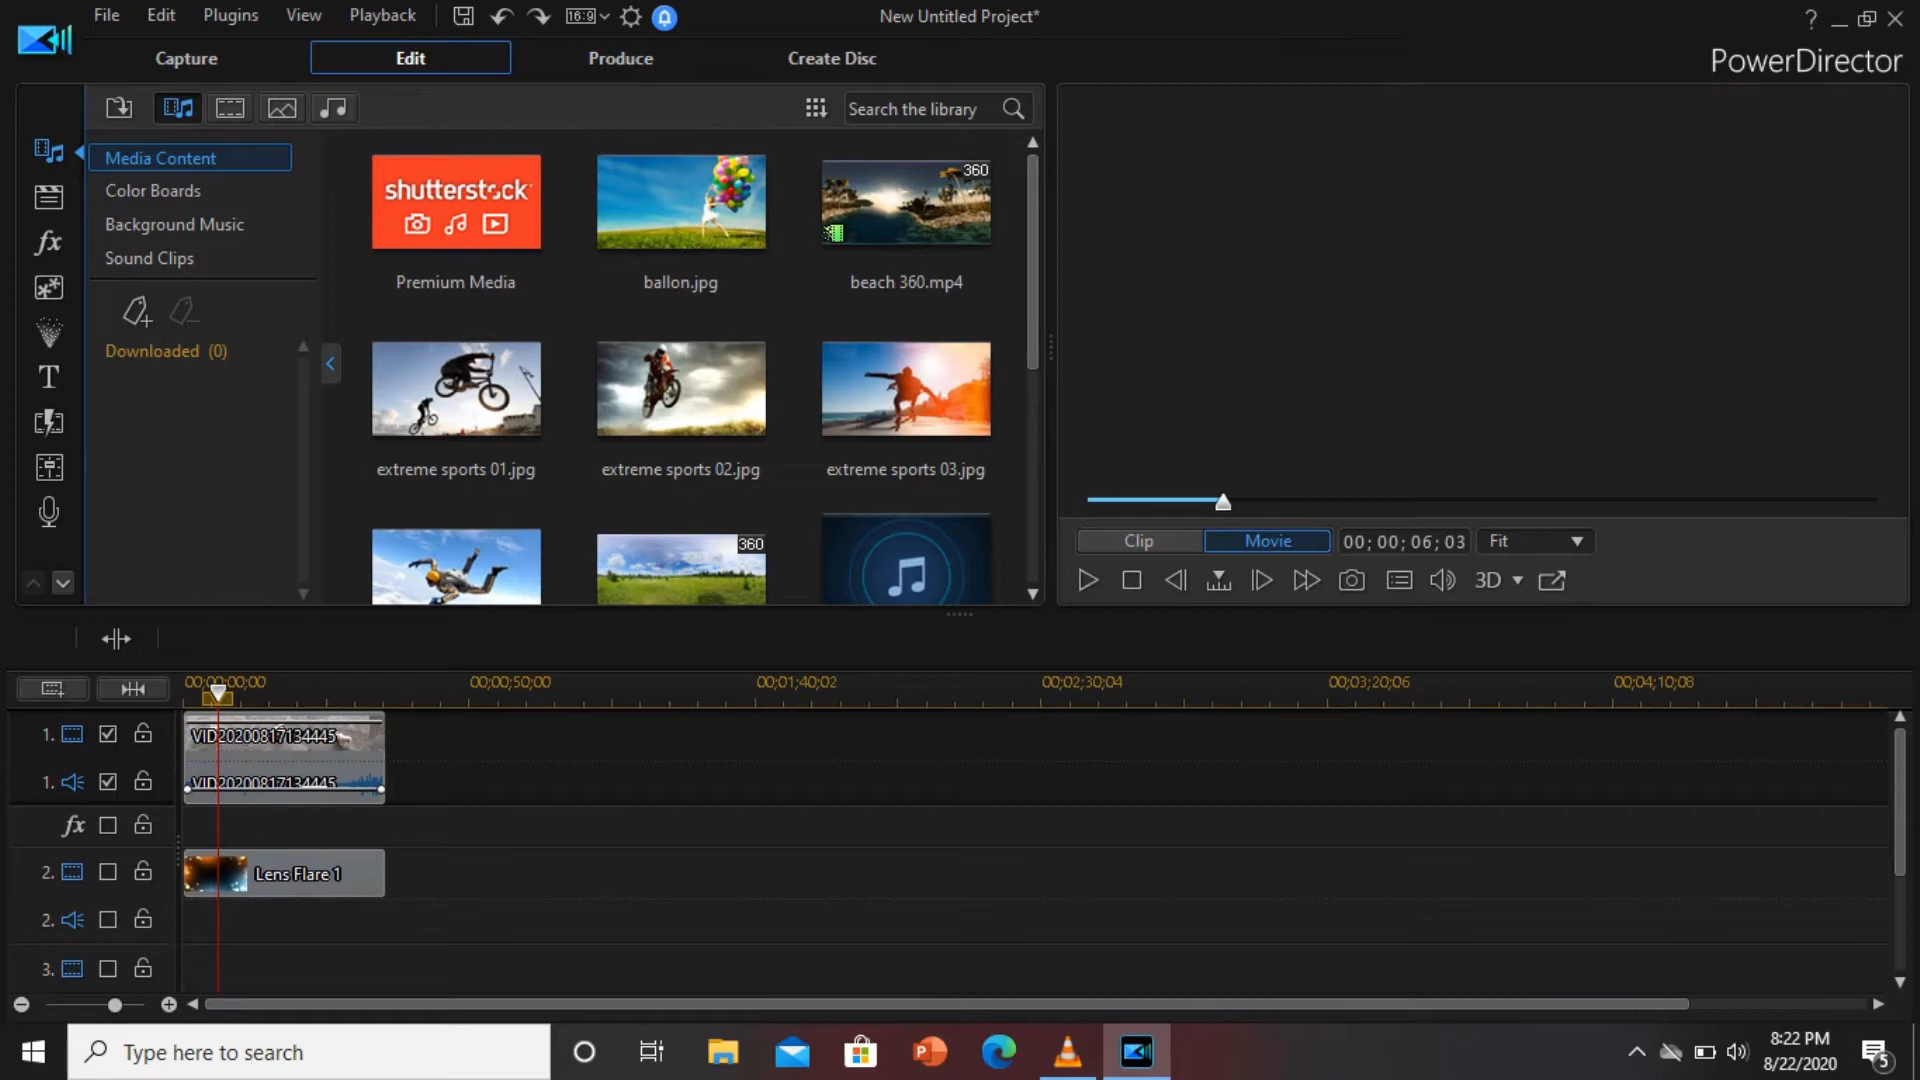 File Edit Plugins View Playback 16:9 New Untitled Project* ?
Capture Edit Produce Create Disc PowerDirector
Search the library
Media Content
Color Boards
Background Music
Sound Clips
Downloaded (0)
shutterstock
360
Premium Media ballon.jpg beach 360.mp4
extreme sports 01.jpg extreme sports 02.jpg extreme sports 03.jpg
360
fx
T
Clip Movie 00; 00; 06; 03 Fit
3D
00;00;00;00 00;00;50;00 00;01;40;02 00;02;30;04 00;03;20;06 00;04;10;08
1. VID20200817134445
1. VID20200817134445
fx
2. Lens Flare 1
2.
3.
Type here to search
8:22 PM
8/22/2020
5